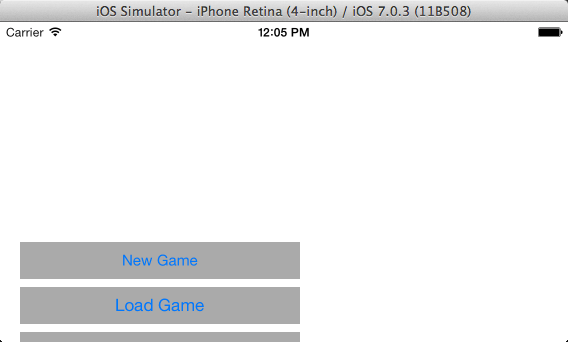 iOS Simulator - iPhone Retina (4-inch) / iOS 7.0.3 (11B508)
Carrier 12:05 PM
New Game
Load Game